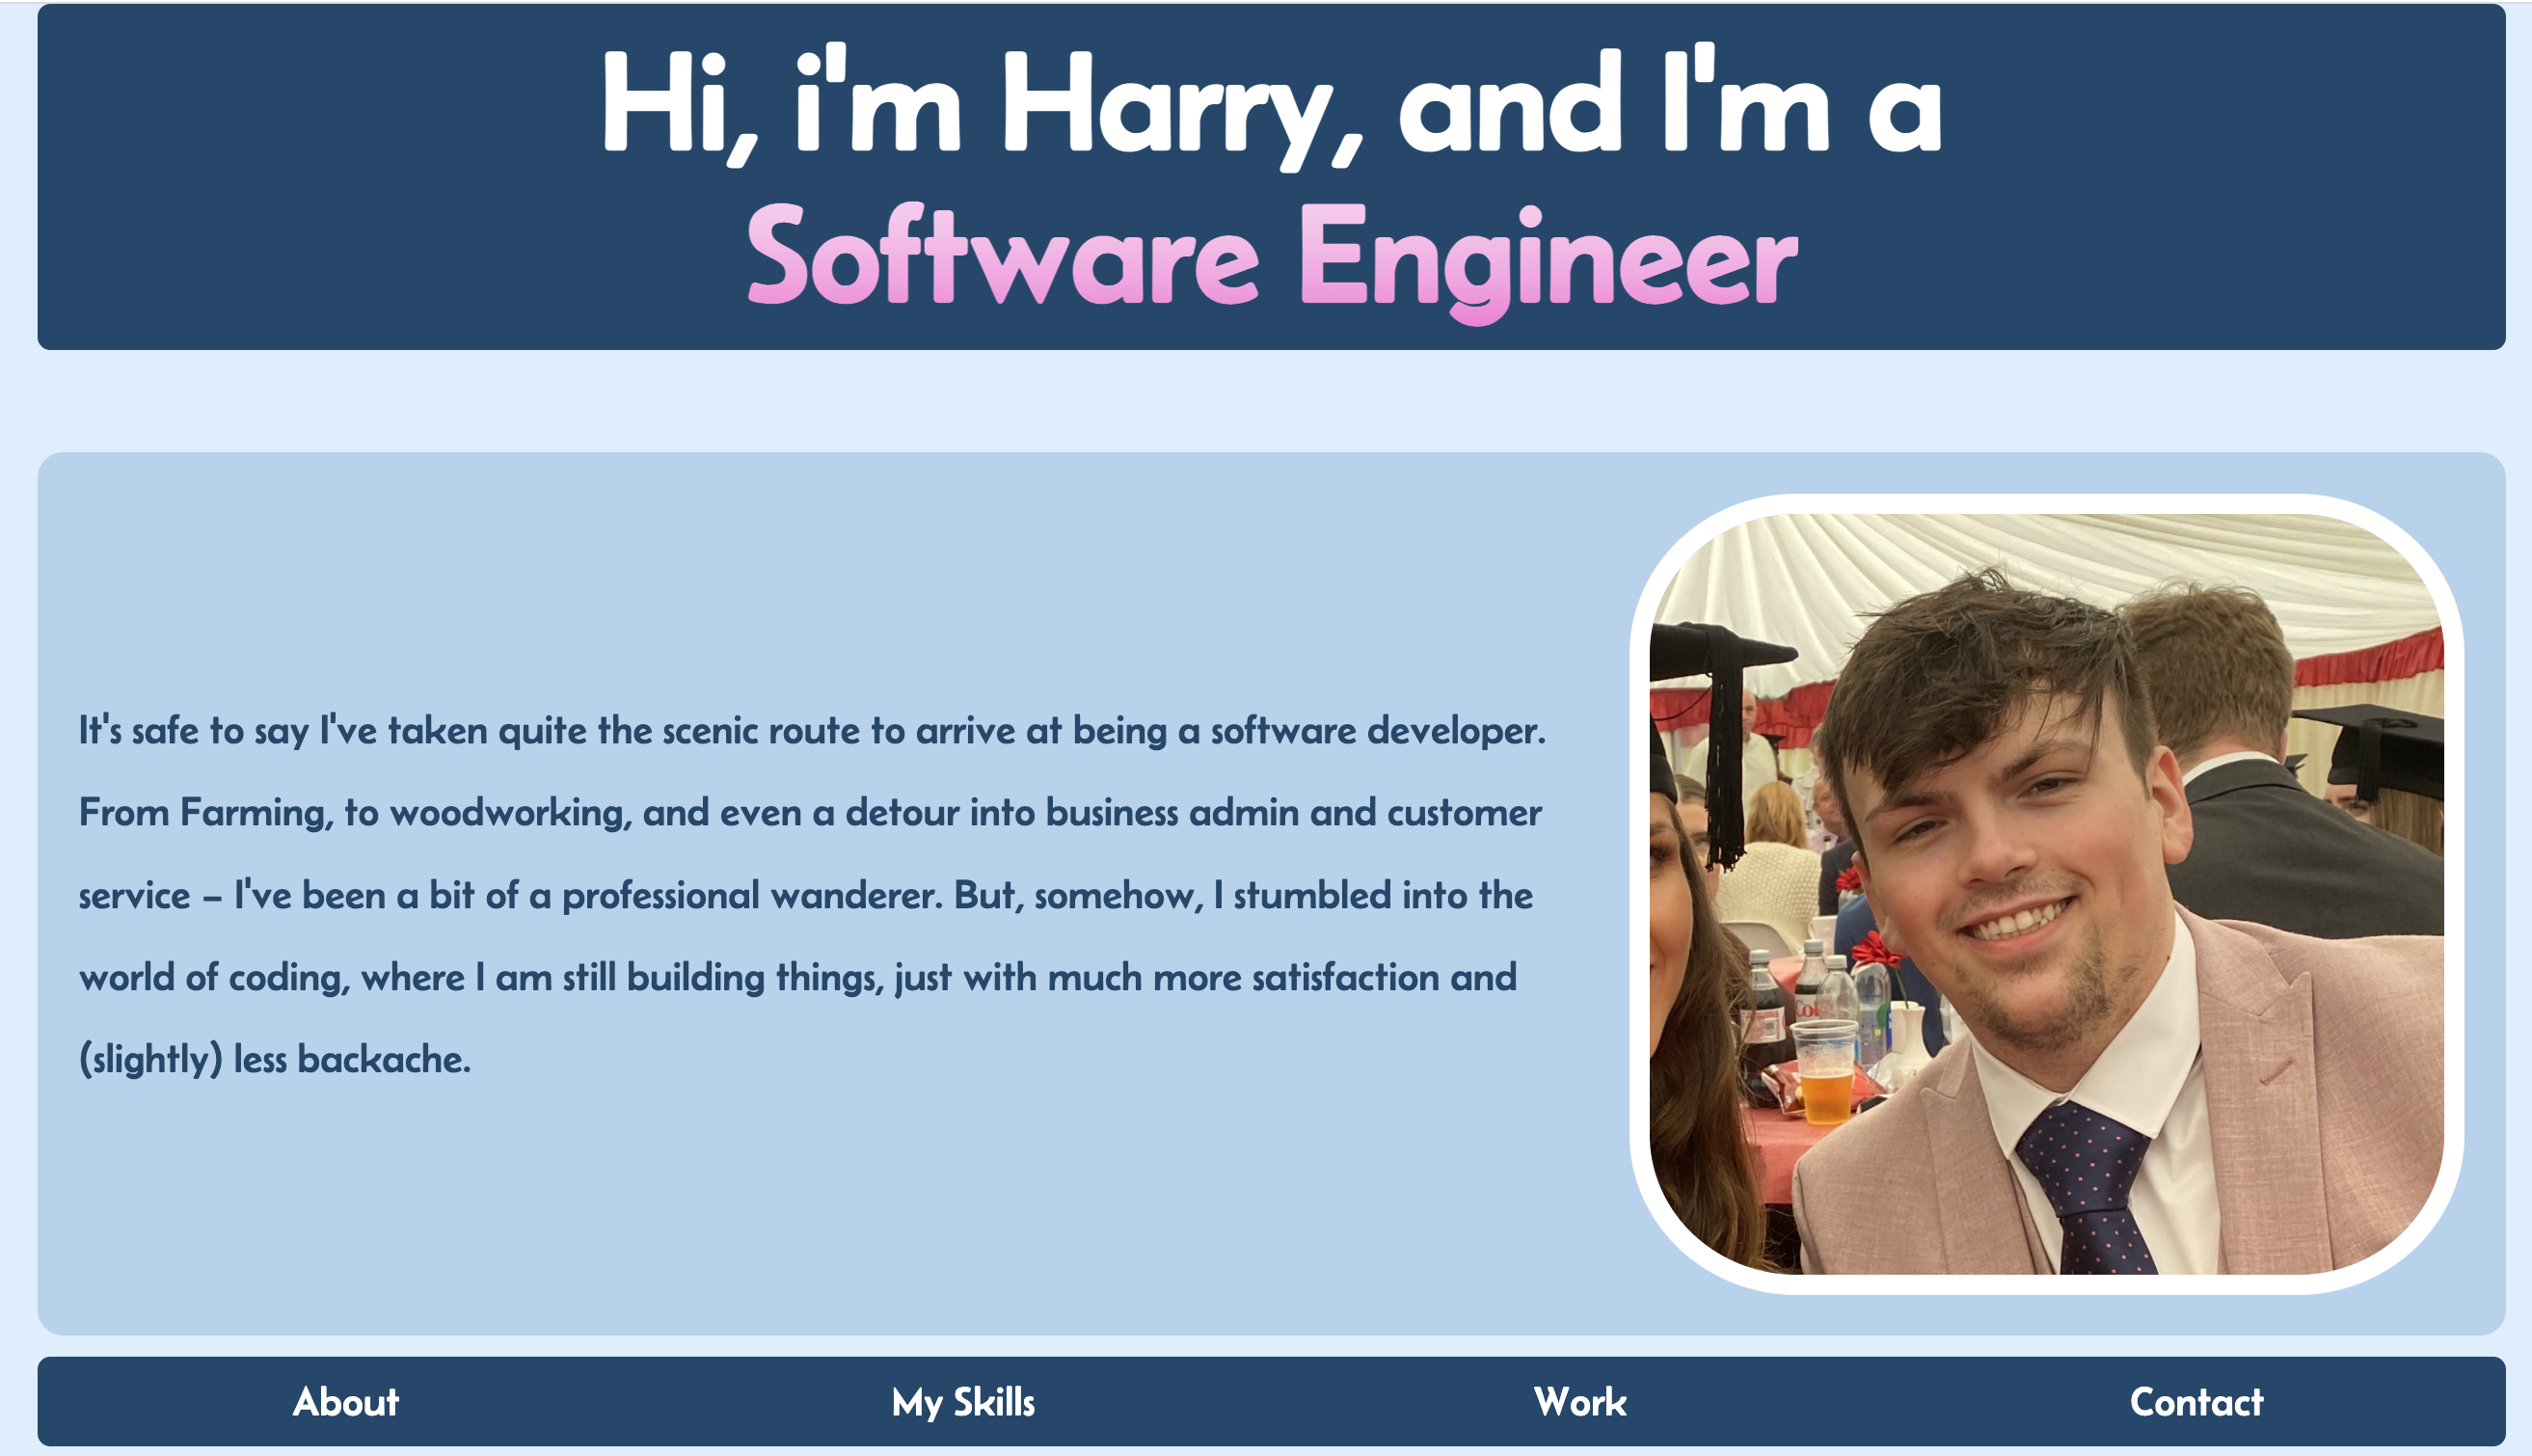 Hi, i'm Harry, and I'm a
Software Engineer
It's safe to say I've taken quite the scenic route to arrive at being a software developer.
From Farming, to woodworking, and even a detour into business admin and customer
service – I've been a bit of a professional wanderer. But, somehow, I stumbled into the
world of coding, where I am still building things, just with much more satisfaction and
(slightly) less backache.
About
My Skills
Work
Contact